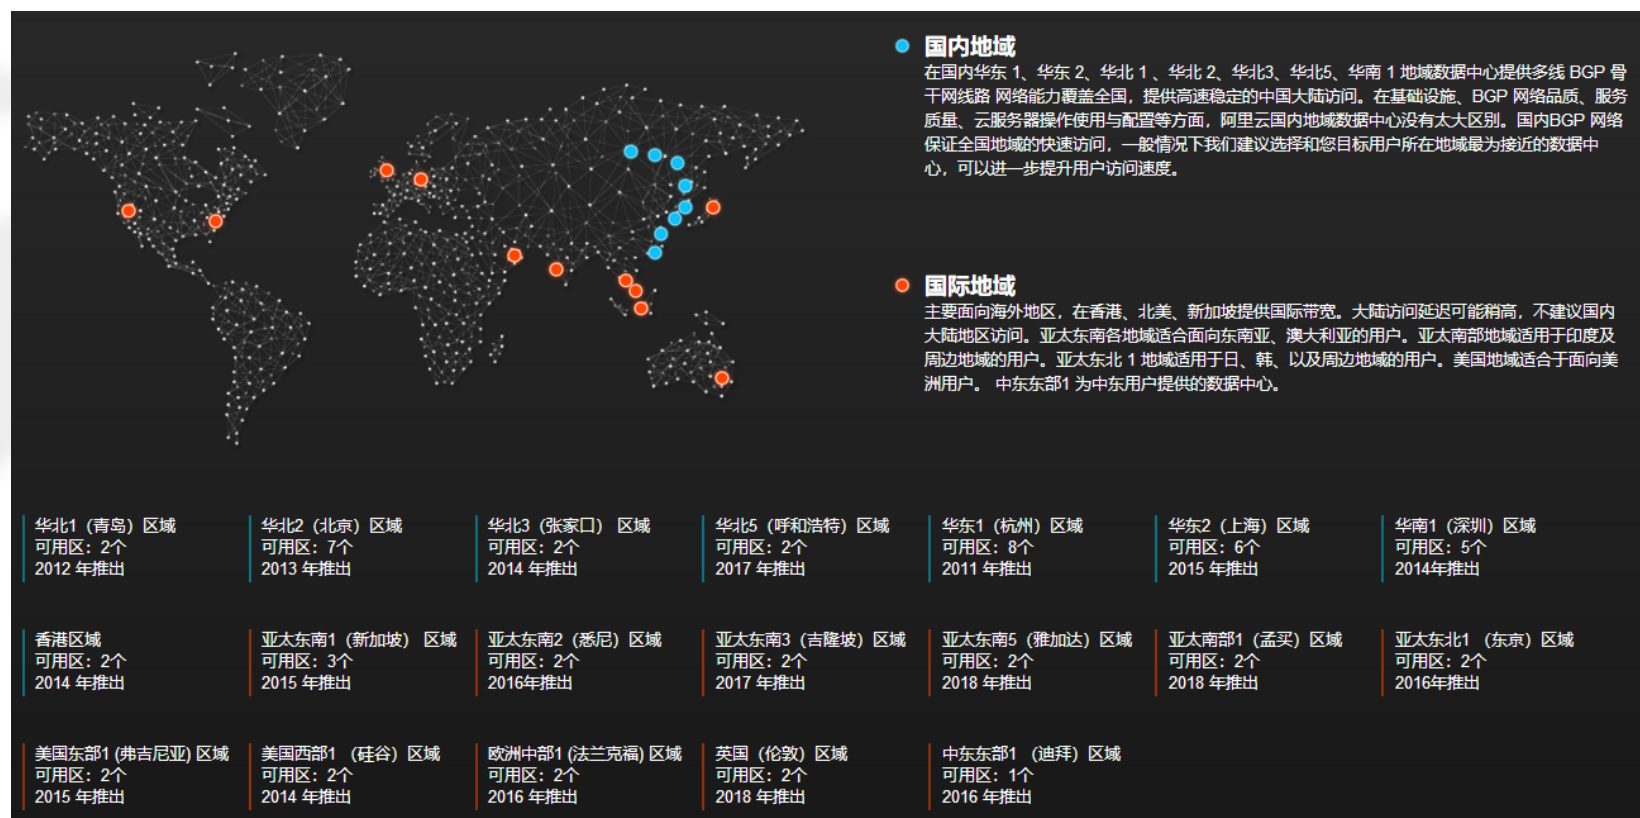 国内地域
在国内华东 1、华东 2、华北 1 、华北 2、华北3、华北5、华南 1 地域数据中心提供多线 BGP 骨
干网线路 网络能力覆盖全国，提供高速稳定的中国大陆访问。在基础设施、BGP 网络品质、服务
质量、云服务器操作使用与配置等方面，阿里云国内地域数据中心没有太大区别。国内BGP 网络
保证全国地域的快速访问，一般情况下我们建议选择和您目标用户所在地域最为接近的数据中
心，可以进一步提升用户访问速度。
国际地域
主要面向海外地区，在香港、北美、新加坡提供国际带宽。大陆访问延迟可能稍高，不建议国内
大陆地区访问。亚太东南各地域适合面向东南亚、澳大利亚的用户。亚太南部地域适用于印度及
周边地域的用户。亚太东北 1 地域适用于日、韩、以及周边地域的用户。美国地域适合于面向美
洲用户。 中东东部1 为中东用户提供的数据中心。
华北1（青岛）区域
可用区：2个
2012 年推出
华北2（北京）区域
可用区：7个
2013 年推出
华北3（张家口） 区域
可用区：2个
2014 年推出
华北5（呼和浩特）区域
可用区：2个
2017 年推出
华东1（杭州）区域
可用区：8个
2011 年推出
华东2（上海）区域
可用区：6个
2015 年推出
华南1（深圳）区域
可用区：5个
2014年推出
香港区域
可用区：2个
2014 年推出
亚太东南1（新加坡） 区域
可用区：3个
2015 年推出
亚太东南2（悉尼）区域
可用区：2个
2016年推出
亚太东南3（吉隆坡）区域
可用区：2个
2017 年推出
亚太东南5（雅加达）区域
可用区：2个
2018 年推出
亚太南部1（孟买）区域
可用区：2个
2018 年推出
亚太东北1 （东京）区域
可用区：2个
2016年推出
美国东部1 (弗吉尼亚) 区域
可用区：2个
2015 年推出
美国西部1 （硅谷）区域
可用区：2个
2014 年推出
欧洲中部1 (法兰克福) 区域
可用区：2个
2016 年推出
英国（伦敦）区域
可用区：2个
2018 年推出
中东东部1 （迪拜）区域
可用区：1个
2016 年推出